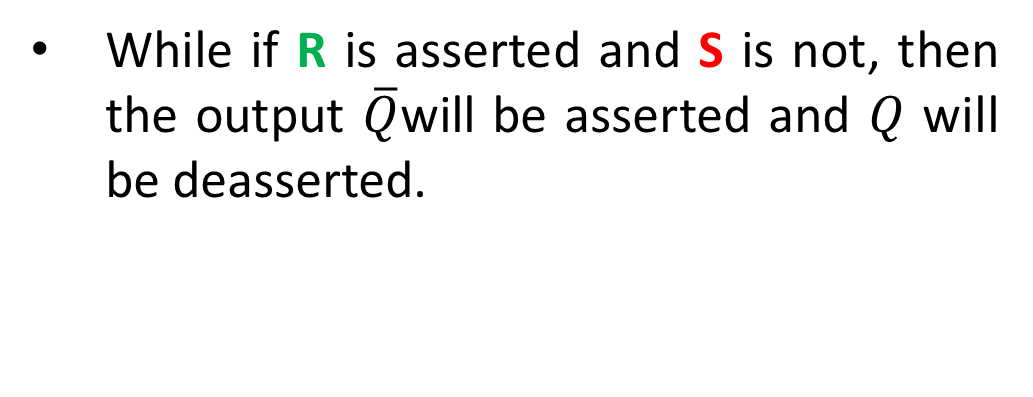 • While if R is asserted and S is not, then
the output Q̅ will be asserted and Q will
be deasserted.